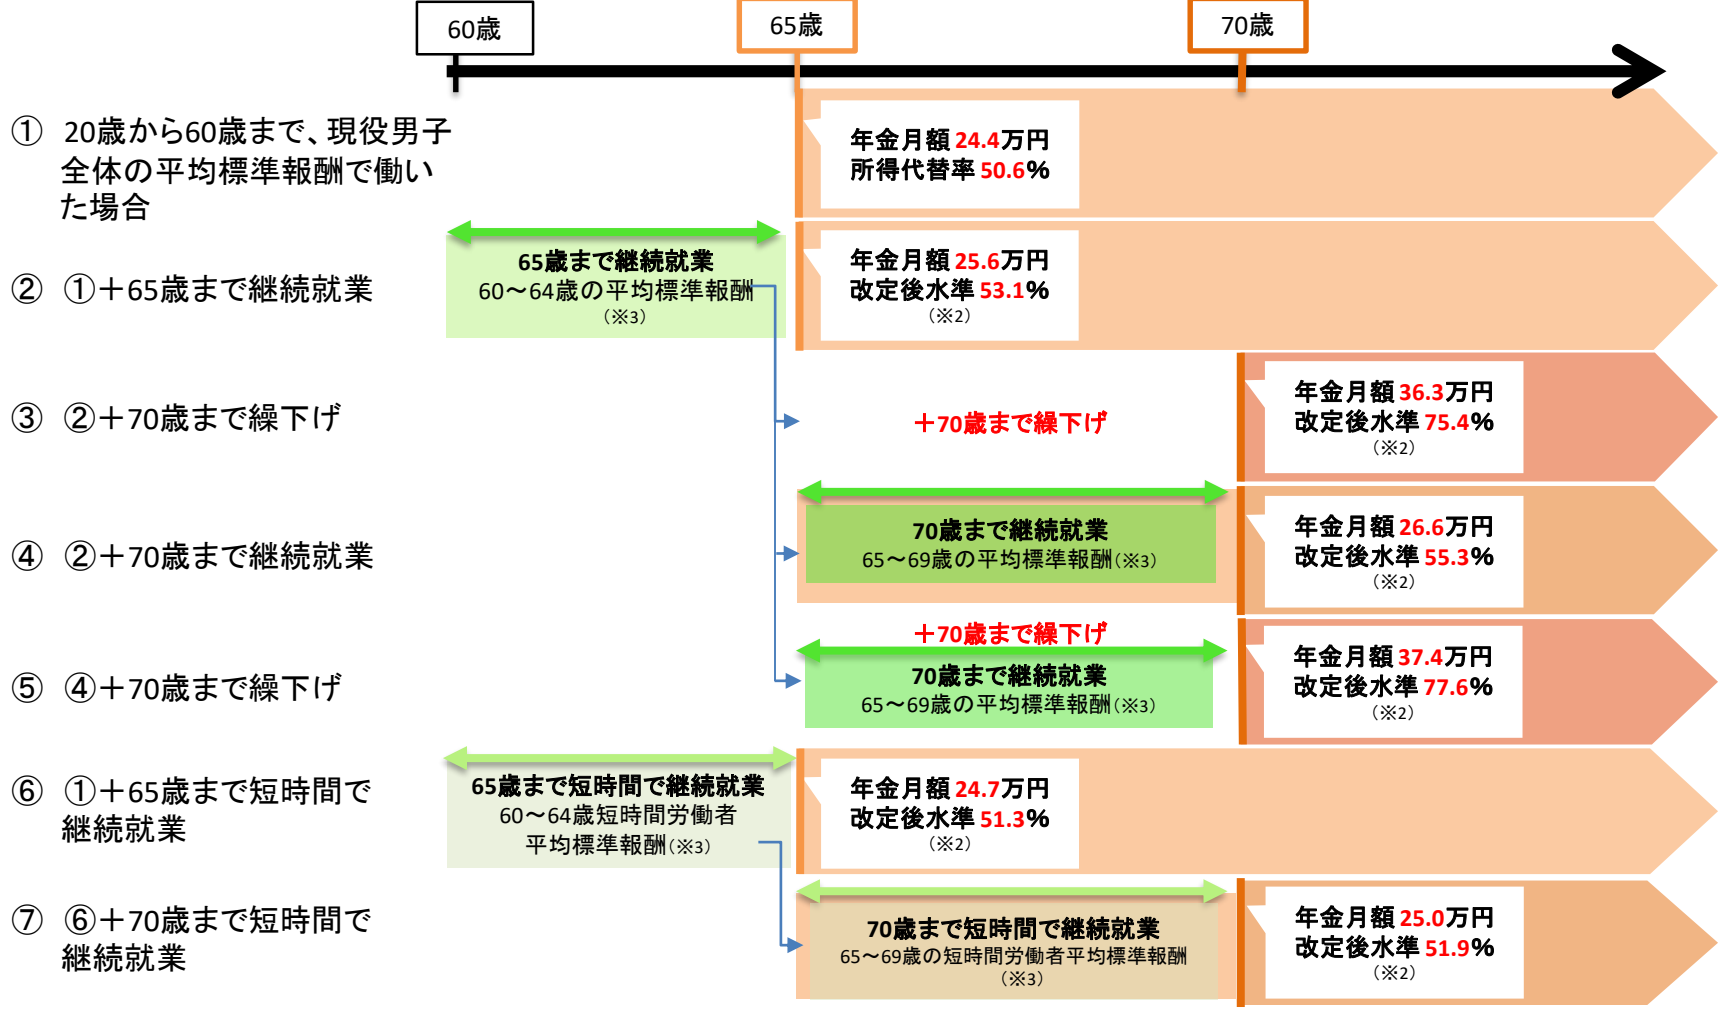 60歳
65歳
70歳
① 20歳から60歳まで、現役男子
全体の平均標準報酬で働い
た場合
年金月額 24.4万円
所得代替率 50.6%
② ①＋65歳まで継続就業
65歳まで継続就業
60～64歳の平均標準報酬
（※3）
年金月額 25.6万円
改定後水準 53.1%
（※2）
③ ②＋70歳まで繰下げ
＋70歳まで繰下げ
年金月額 36.3万円
改定後水準 75.4%
（※2）
④ ②＋70歳まで継続就業
70歳まで継続就業
65～69歳の平均標準報酬（※3）
年金月額 26.6万円
改定後水準 55.3%
（※2）
⑤ ④＋70歳まで繰下げ
＋70歳まで繰下げ
70歳まで継続就業
65～69歳の平均標準報酬（※3）
年金月額 37.4万円
改定後水準 77.6%
（※2）
⑥ ①＋65歳まで短時間で
継続就業
65歳まで短時間で継続就業
60～64歳短時間労働者
平均標準報酬（※3）
年金月額 24.7万円
改定後水準 51.3%
（※2）
⑦ ⑥＋70歳まで短時間で
継続就業
70歳まで短時間で継続就業
65～69歳の短時間労働者平均標準報酬
（※3）
年金月額 25.0万円
改定後水準 51.9%
（※2）